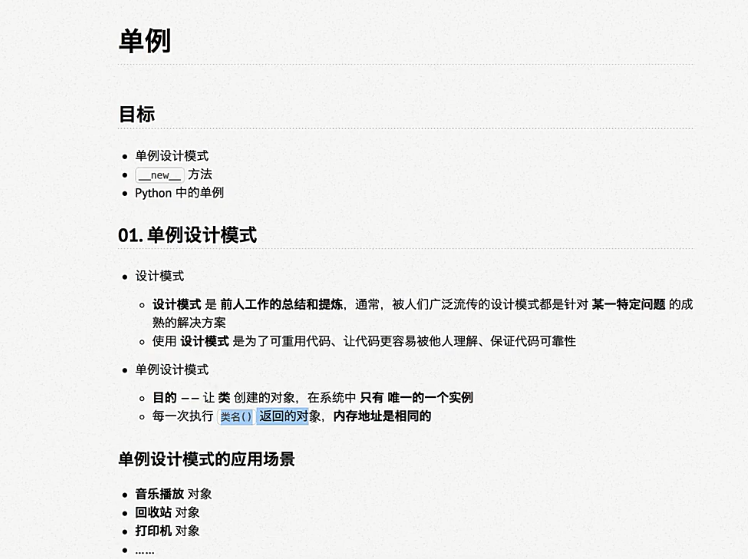 单例
目标
单例设计模式
__new__ 方法
Python 中的单例
01. 单例设计模式
设计模式
设计模式 是 前人工作的总结和提炼，通常，被人们广泛流传的设计模式都是针对 某一特定问题 的成
熟的解决方案
使用 设计模式 是为了可重用代码、让代码更容易被他人理解、保证代码可靠性
单例设计模式
目的 —— 让 类 创建的对象，在系统中 只有 唯一的一个实例
每一次执行 类名() 返回的对象，内存地址是相同的
单例设计模式的应用场景
音乐播放 对象
回收站 对象
打印机 对象
……